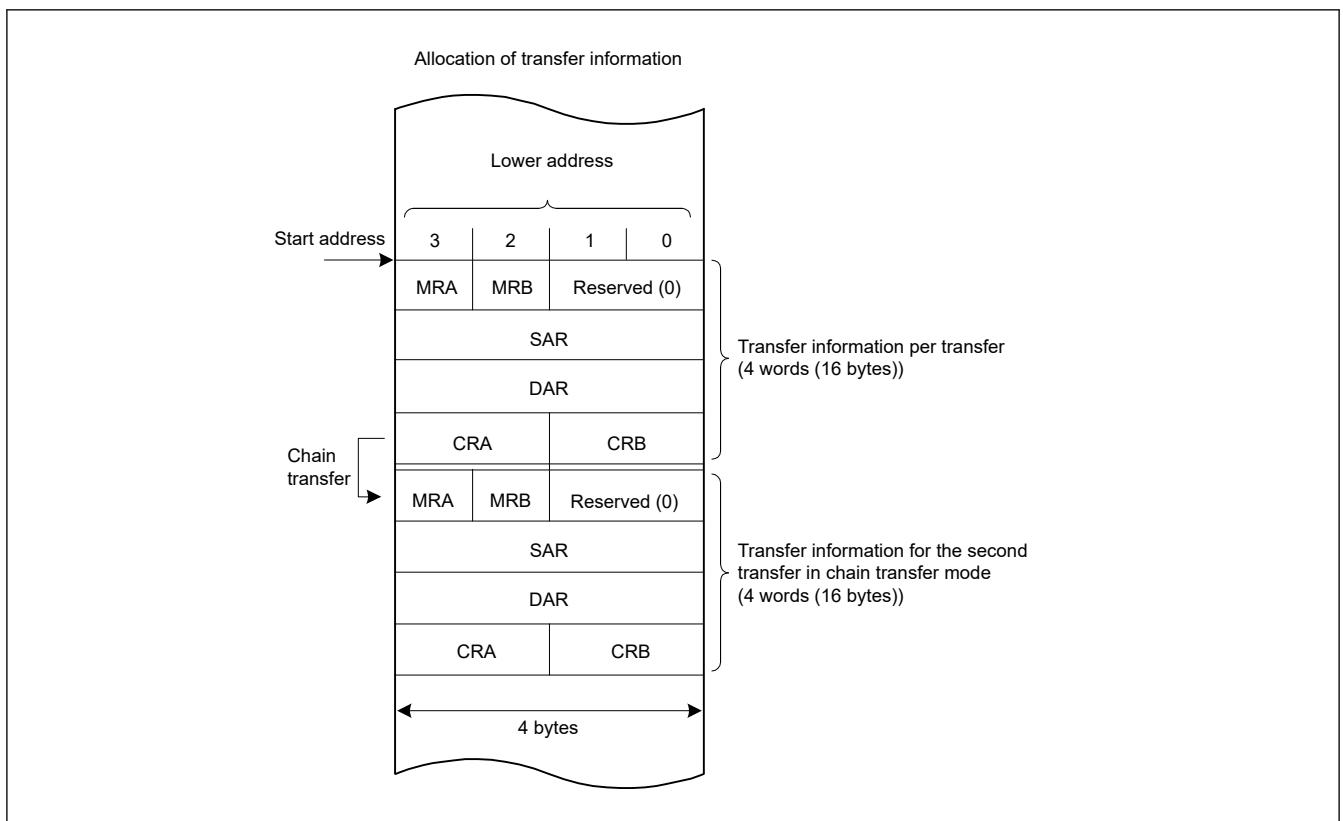 Allocation of transfer information
Lower address
Start address
3 2 1 0
MRA MRB Reserved (0)
SAR
DAR
CRA CRB
Transfer information per transfer
(4 words (16 bytes))
Chain
transfer
MRA MRB Reserved (0)
SAR
DAR
CRA CRB
Transfer information for the second
transfer in chain transfer mode
(4 words (16 bytes))
4 bytes